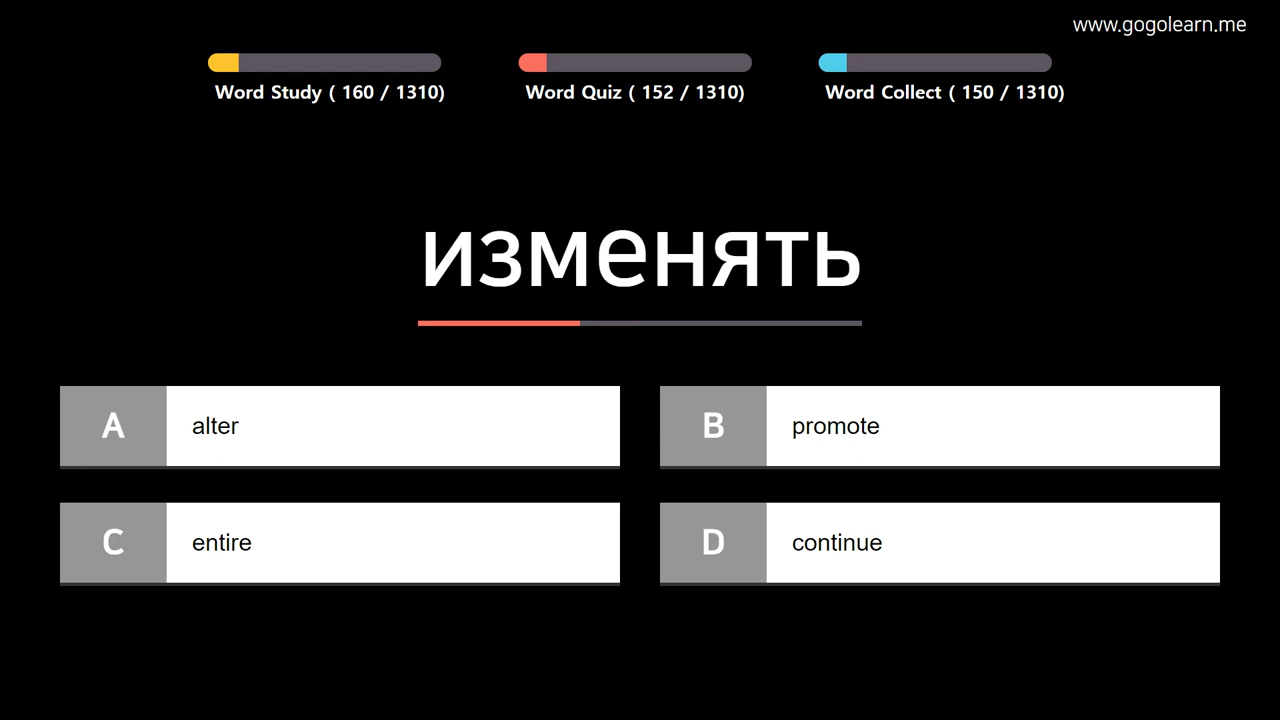 www.gogolearn.me
Word Study ( 160 / 1310)
Word Quiz ( 152 / 1310)
Word Collect ( 150 / 1310)
изменять
A alter
B promote
C entire
D continue